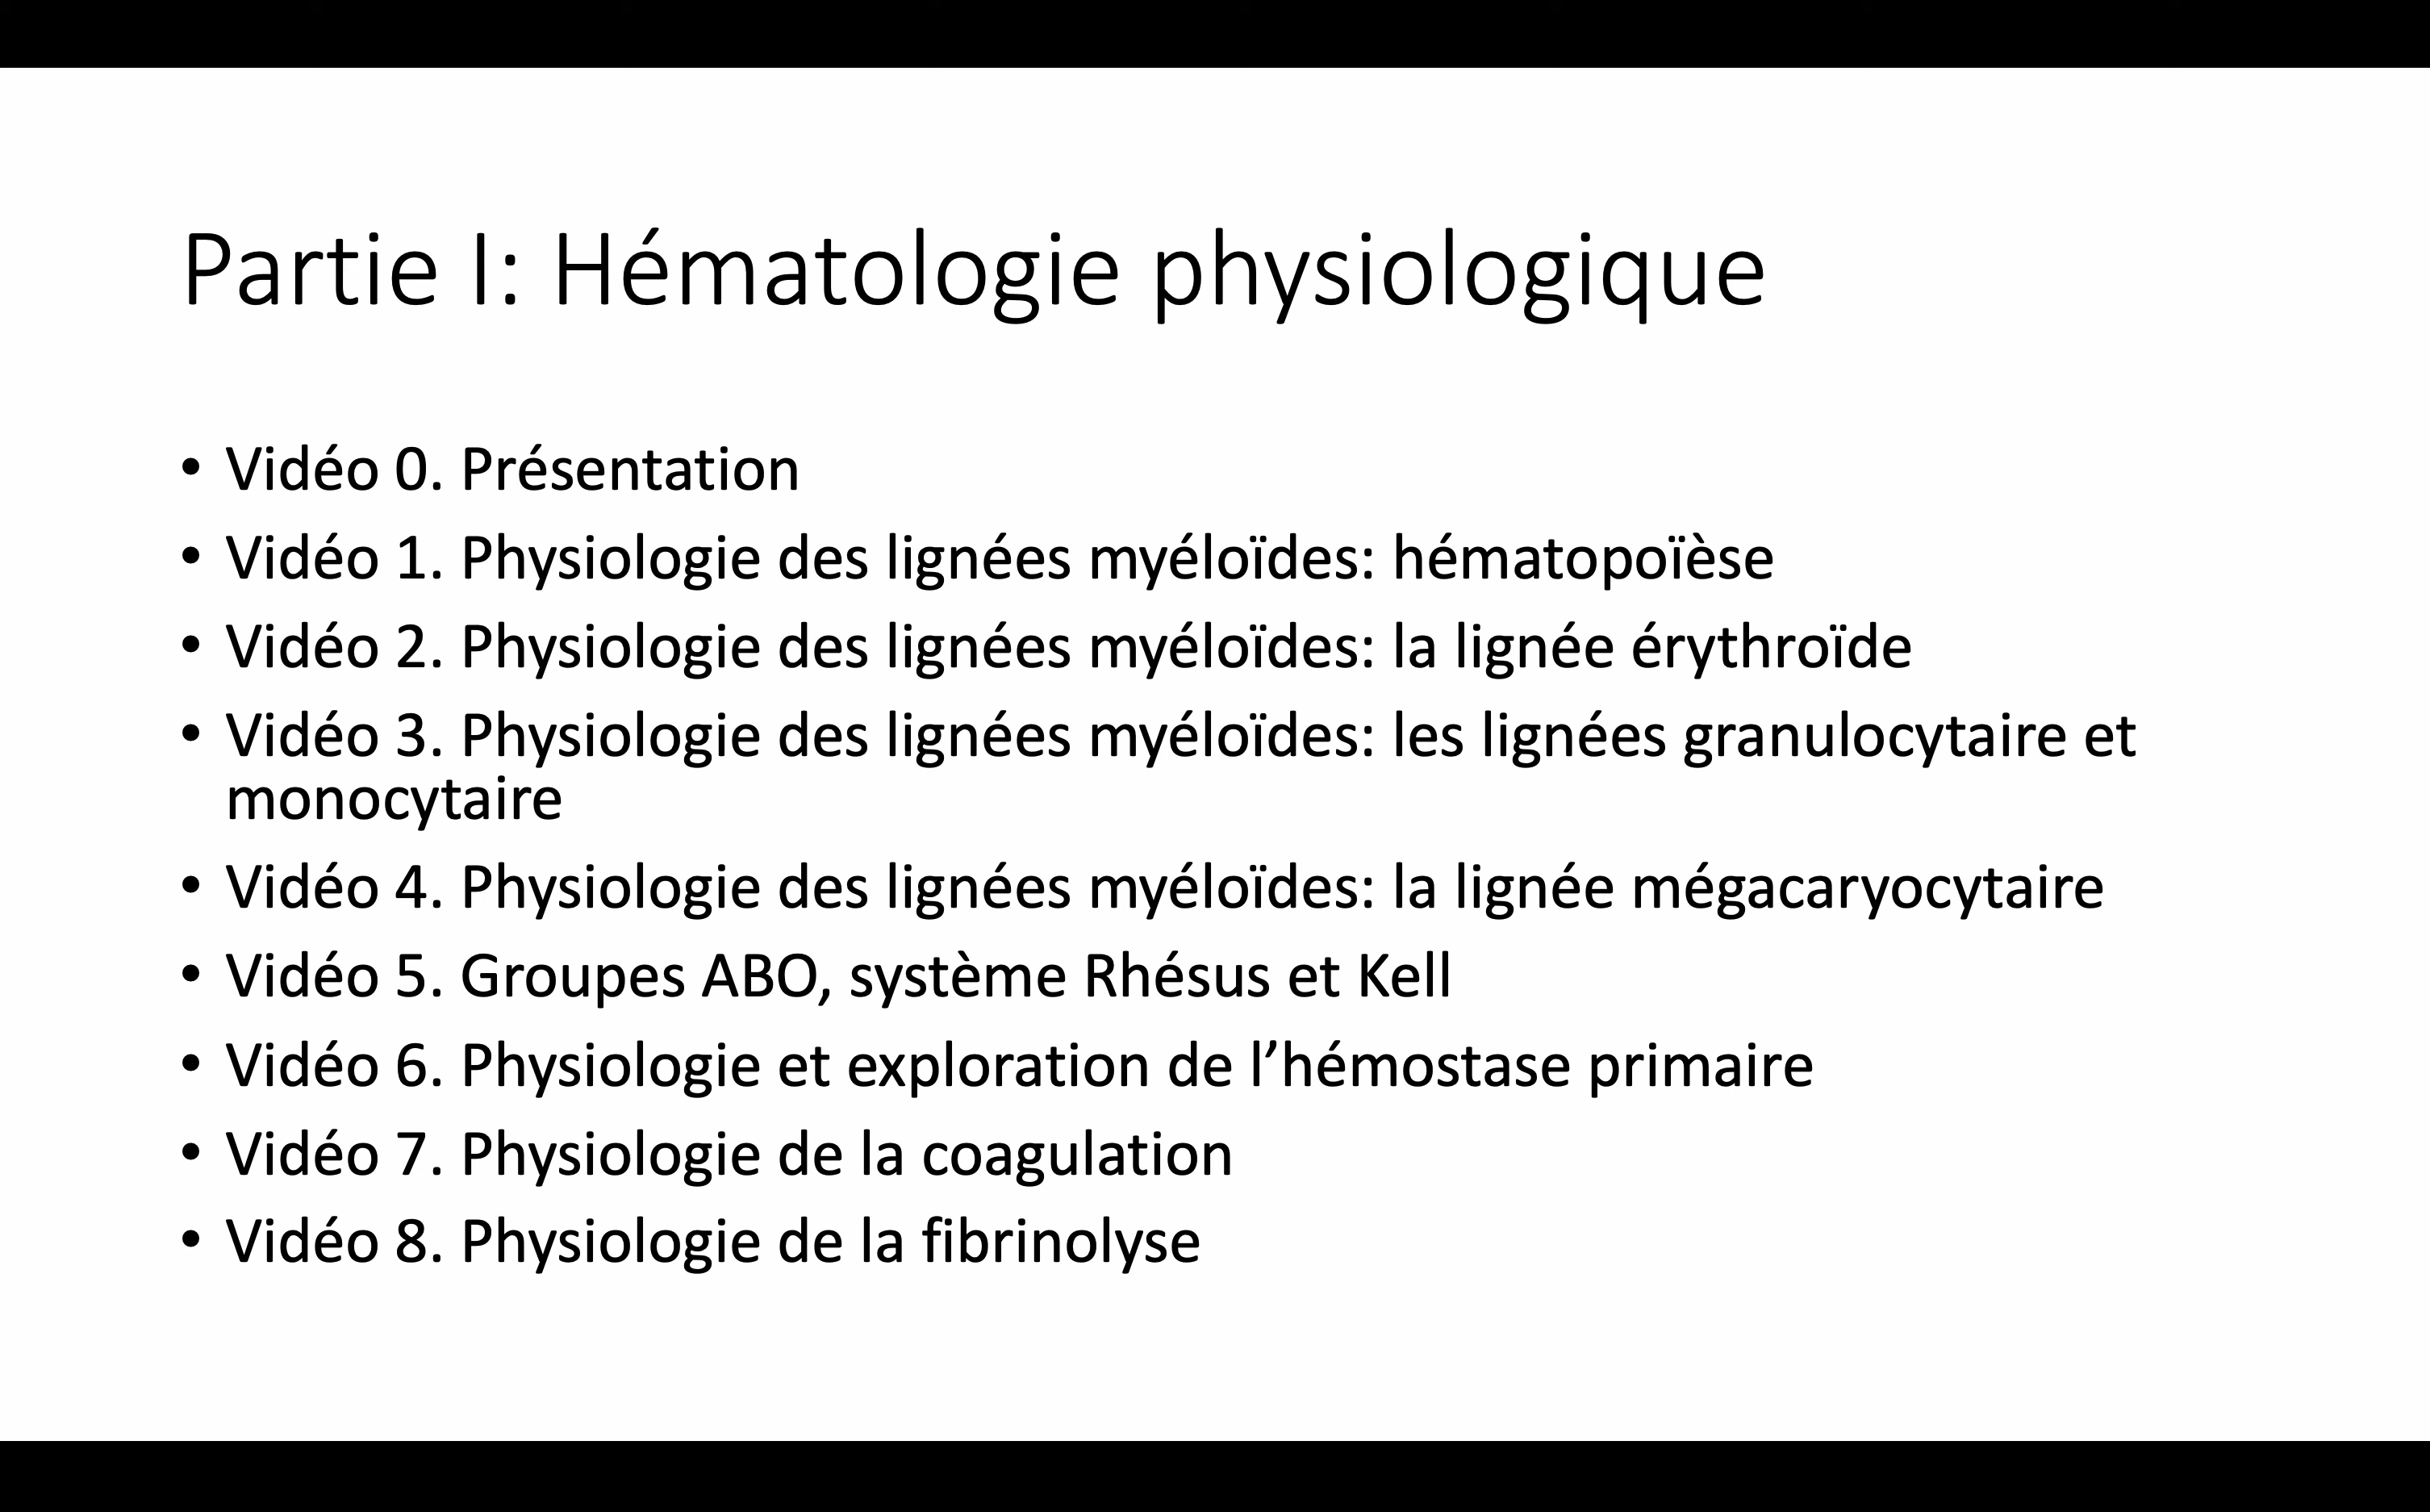 Partie I: Hématologie physiologique
• Vidéo 0. Présentation
• Vidéo 1. Physiologie des lignées myéloïdes: hématopoïèse
• Vidéo 2. Physiologie des lignées myéloïdes: la lignée érythroïde
• Vidéo 3. Physiologie des lignées myéloïdes: les lignées granulocytaire et
monocytaire
• Vidéo 4. Physiologie des lignées myéloïdes: la lignée mégacaryocytaire
• Vidéo 5. Groupes ABO, système Rhésus et Kell
• Vidéo 6. Physiologie et exploration de l’hémostase primaire
• Vidéo 7. Physiologie de la coagulation
• Vidéo 8. Physiologie de la fibrinolyse